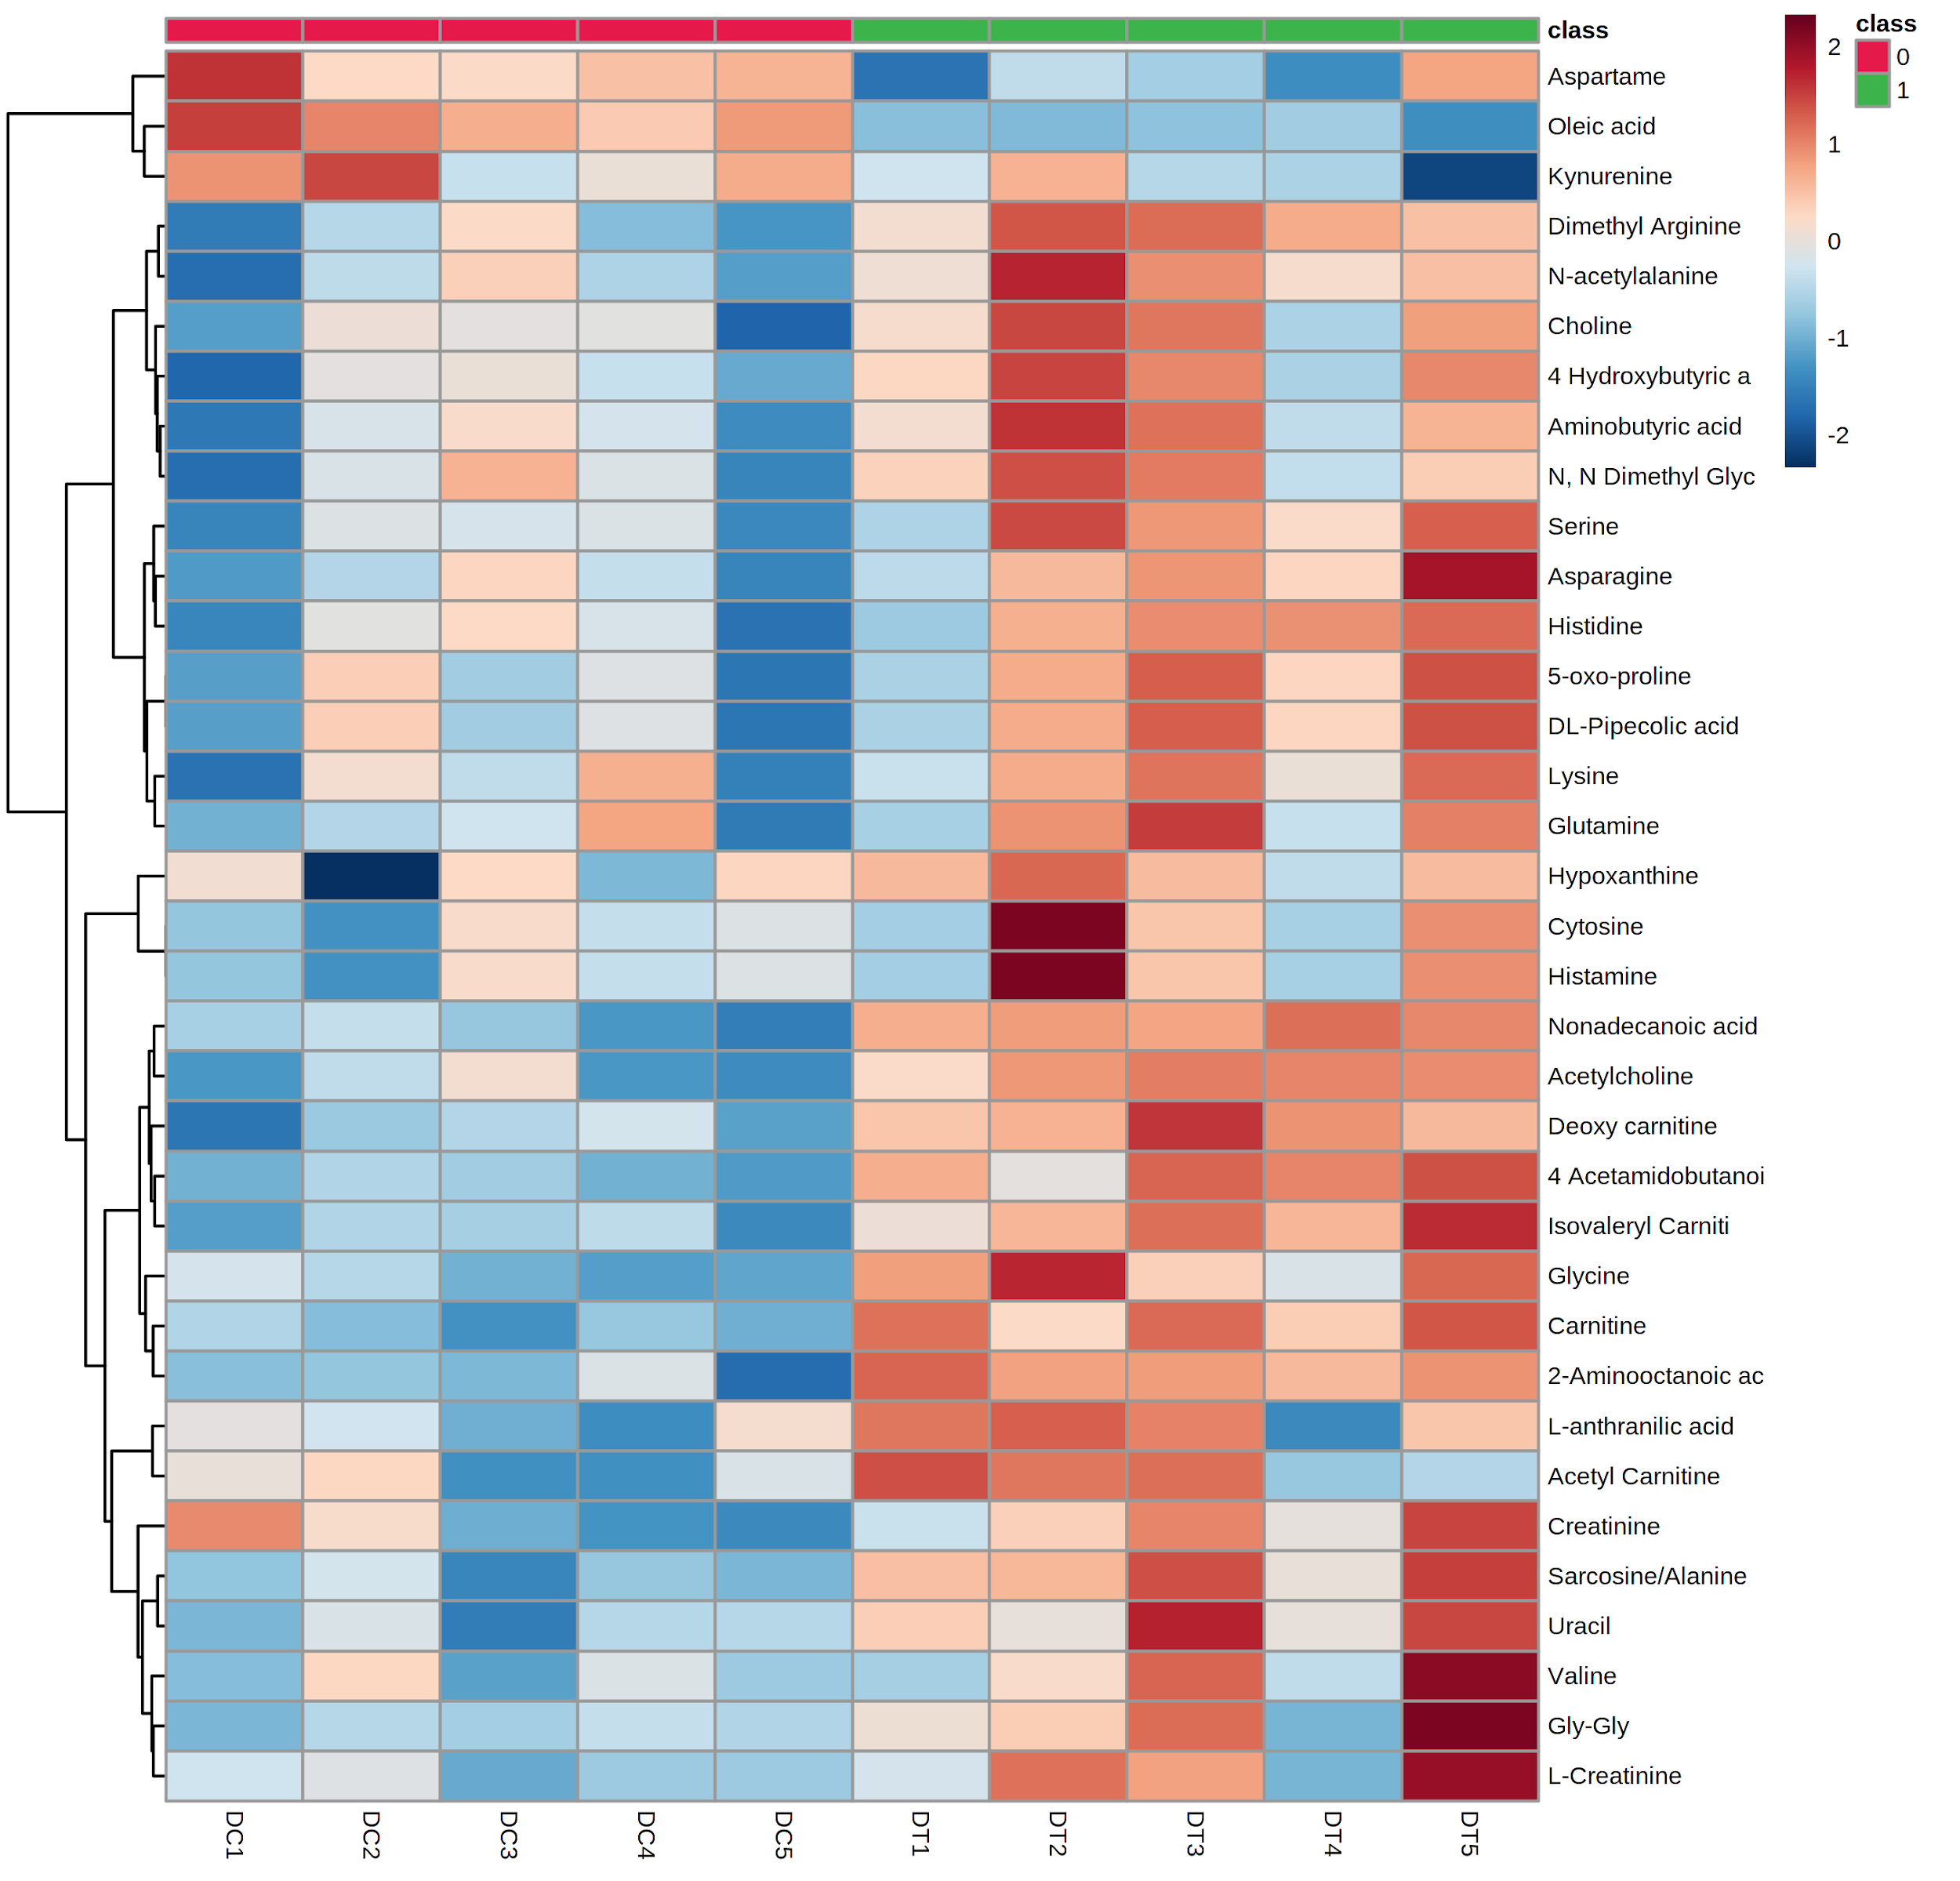 class
Aspartame
Oleic acid
Kynurenine
Dimethyl Arginine
N-acetylalanine
Choline
4 Hydroxybutyric a
Aminobutyric acid
N, N Dimethyl Glyc
Serine
Asparagine
Histidine
5-oxo-proline
DL-Pipecolic acid
Lysine
Glutamine
Hypoxanthine
Cytosine
Histamine
Nonadecanoic acid
Acetylcholine
Deoxy carnitine
4 Acetamidobutanoi
Isovaleryl Carniti
Glycine
Carnitine
2-Aminooctanoic ac
L-anthranilic acid
Acetyl Carnitine
Creatinine
Sarcosine/Alanine
Uracil
Valine
Gly-Gly
L-Creatinine
DC1
DC2
DC3
DC4
DC5
DT1
DT2
DT3
DT4
DT5
2
1
0
-1
-2
class
0
1